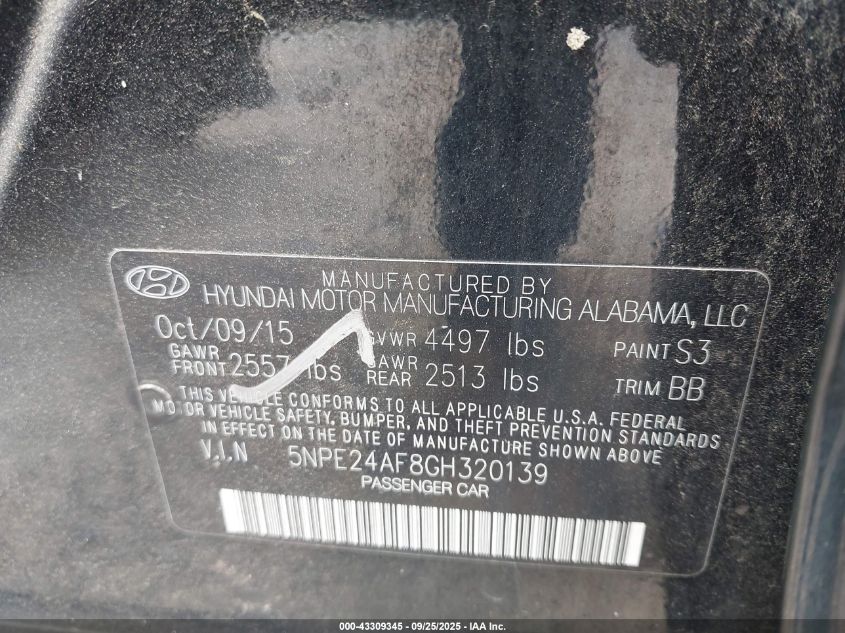 MANUFACTURED BY
HYUNDAI MOTOR MANUFACTURING ALABAMA, LLC
Oct/09/15 GVWR 4497 lbs PAINT S3
GAWR FRONT 2557 lbs GAWR REAR 2513 lbs TRIM BB
THIS VEHICLE CONFORMS TO ALL APPLICABLE U.S.A. FEDERAL
MOTOR VEHICLE SAFETY, BUMPER, AND THEFT PREVENTION STANDARDS
IN EFFECT ON THE DATE OF MANUFACTURE SHOWN ABOVE.
V.I.N 5NPE24AF8GH320139
PASSENGER CAR
000-43309345 - 09/25/2025 - IAA Inc.